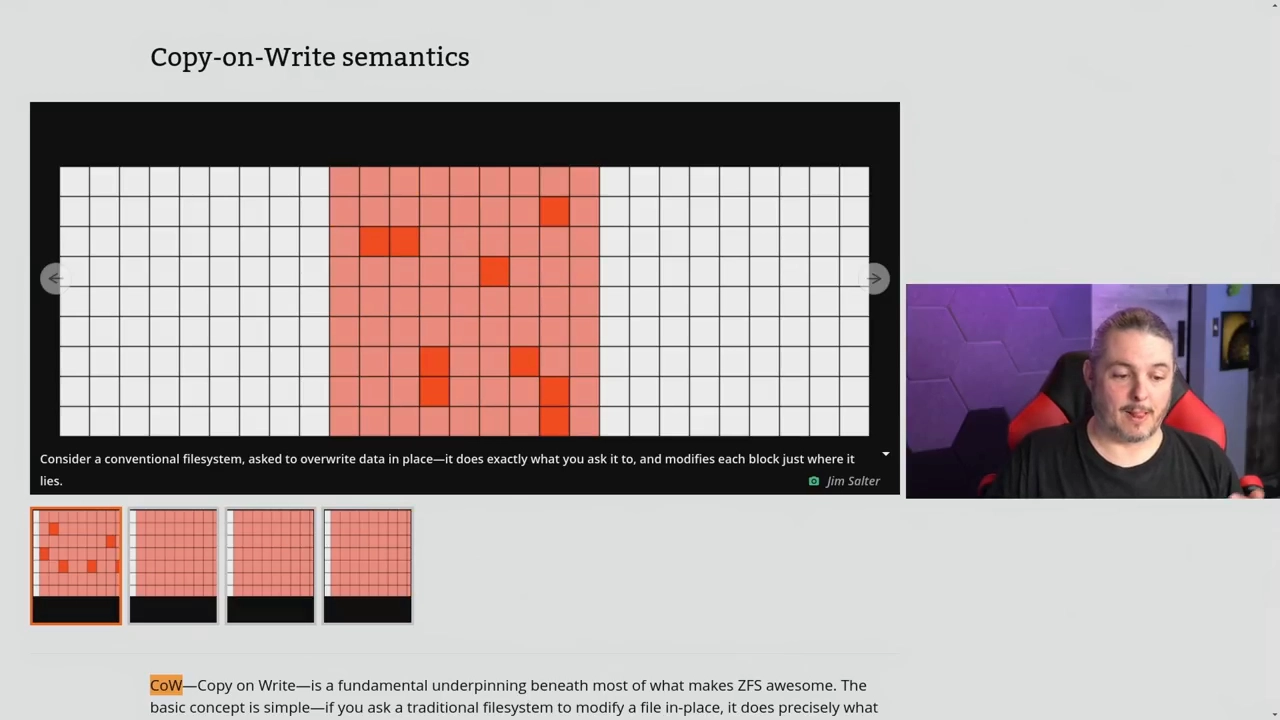 Copy-on-Write semantics
Consider a conventional filesystem, asked to overwrite data in place—it does exactly what you ask it to, and modifies each block just where it
lies.
Jim Salter
CoW—Copy on Write—is a fundamental underpinning beneath most of what makes ZFS awesome. The
basic concept is simple—if you ask a traditional filesystem to modify a file in-place, it does precisely what